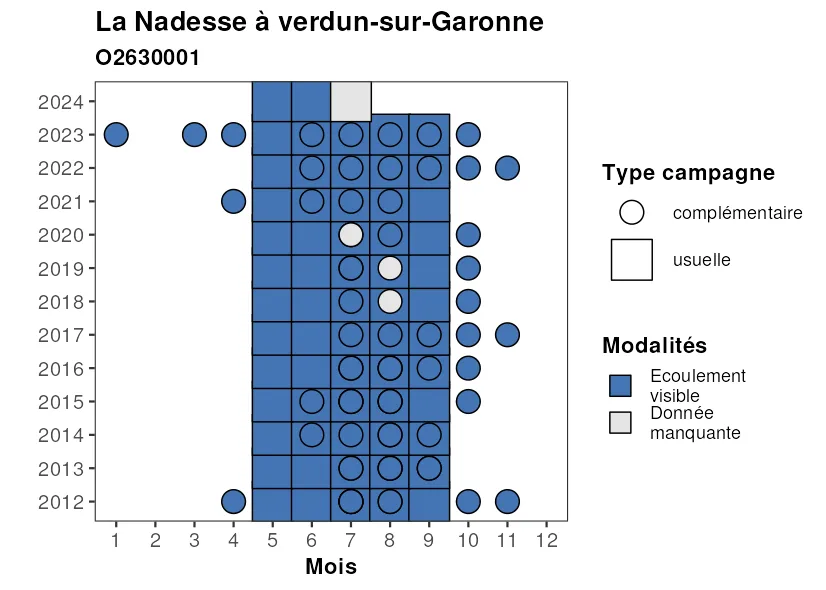 La Nadesse à verdun-sur-Garonne
O2630001
2024
2023
2022
2021
2020
2019
2018
2017
2016
2015
2014
2013
2012
1 2 3 4 5 6 7 8 9 10 11 12
Mois
Type campagne
complémentaire
usuelle
Modalités
Ecoulement
visible
Donnée
manquante